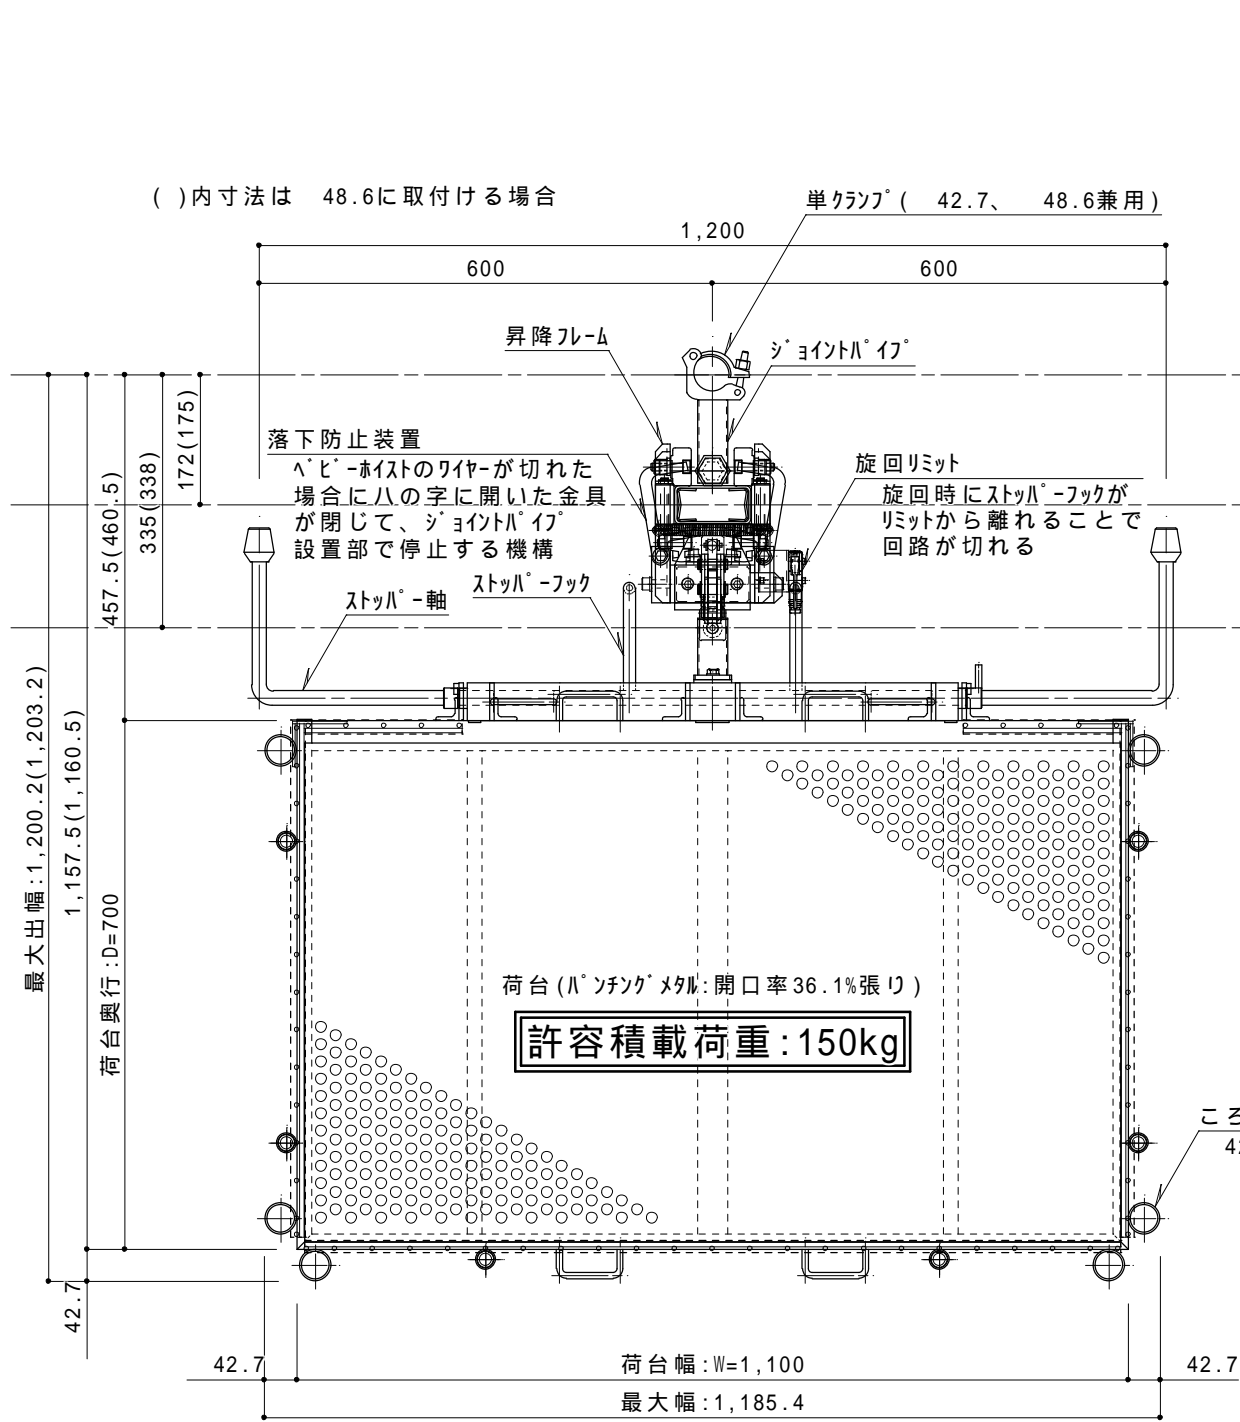 ( )内寸法は 48.6に取付ける場合
単クランプ( 42.7、 48.6兼用)
1,200
600
600
昇降フレーム
ジョイントパイプ
落下防止装置
ベビーホイストのワイヤーが切れた
場合に八の字に開いた金具
が閉じて、ジョイントパイプ
設置部で停止する機構
旋回リミット
旋回時にストッパーフックが
リミットから離れることで
回路が切れる
ストッパーフック
ストッパー軸
172(175)
335(338)
457.5(460.5)
1,157.5(1,160.5)
最大出幅:1,200.2(1,203.2)
荷台奥行:D=700
荷台(パンチングメタル:開口率36.1%張り)
許容積載荷重:150kg
ころ
42.7
42.7
荷台幅:W=1,100
42.7
最大幅:1,185.4